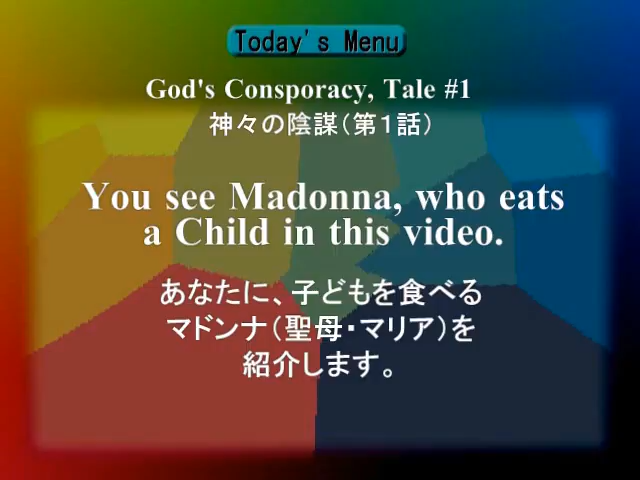 Today's Menu
God's Consporacy, Tale #1
神々の陰謀(第1話)
You see Madonna, who eats
a Child in this video.
あなたに、子どもを食べる
マドンナ(聖母・マリア)を
紹介します。